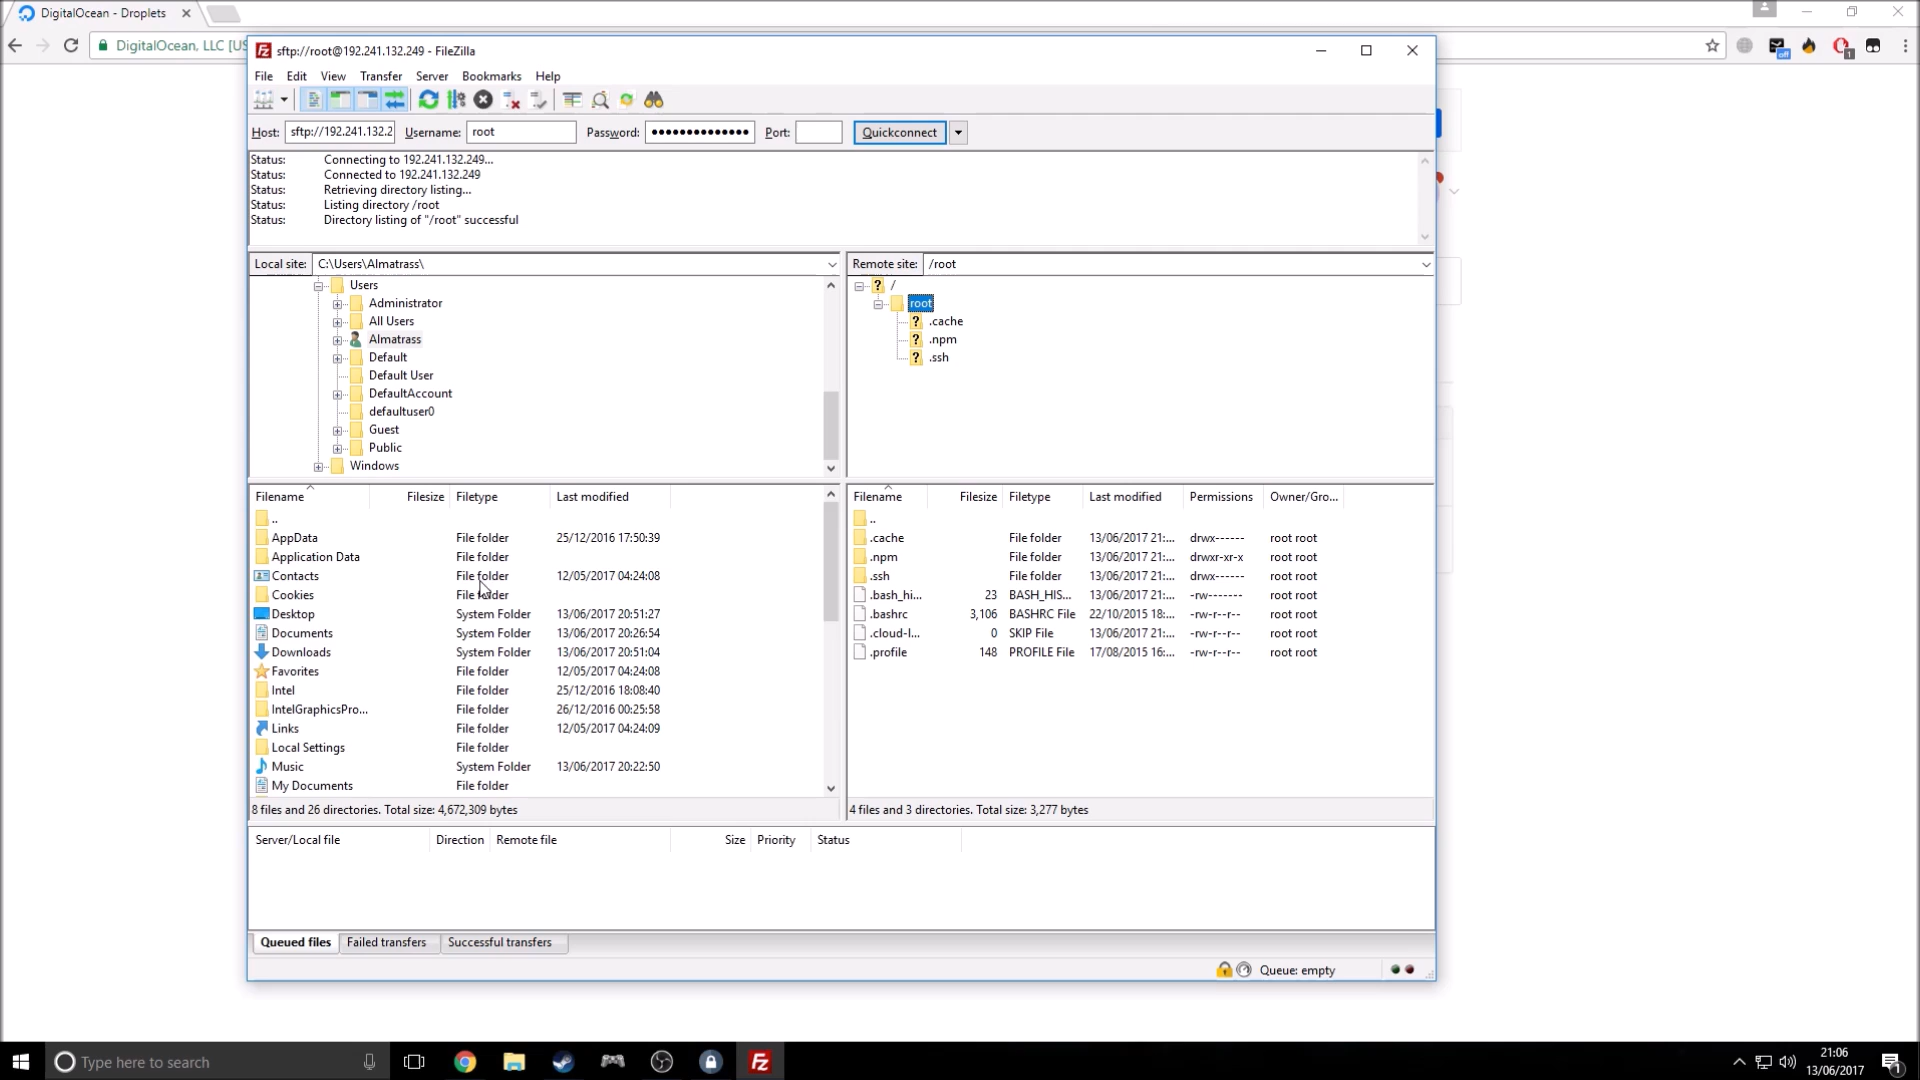 DigitalOcean - Droplets
DigitalOcean, LLC [US
off
1
sftp://root@192.241.132.249 - FileZilla
File Edit View Transfer Server Bookmarks Help
Host: sftp://192.241.132.2 Username: root Password: ●●●●●●●●●●●●●● Port: Quickconnect
Status: Connecting to 192.241.132.249...
Status: Connected to 192.241.132.249
Status: Retrieving directory listing...
Status: Listing directory /root
Status: Directory listing of "/root" successful
Local site: C:\Users\Almatrass\
Users
Administrator
All Users
Almatrass
Default
Default User
DefaultAccount
defaultuser0
Guest
Public
Windows
Remote site: /root
/
root
.cache
.npm
.ssh
Filename Filesize Filetype Last modified
..
AppData File folder 25/12/2016 17:50:39
Application Data File folder
Contacts File folder 12/05/2017 04:24:08
Cookies File folder
Desktop System Folder 13/06/2017 20:51:27
Documents System Folder 13/06/2017 20:26:54
Downloads System Folder 13/06/2017 20:51:04
Favorites File folder 12/05/2017 04:24:08
Intel File folder 25/12/2016 18:08:40
IntelGraphicsPro... File folder 26/12/2016 00:25:58
Links File folder 12/05/2017 04:24:09
Local Settings File folder
Music System Folder 13/06/2017 20:22:50
My Documents File folder
8 files and 26 directories. Total size: 4,672,309 bytes
Filename Filesize Filetype Last modified Permissions Owner/Gro...
..
.cache File folder 13/06/2017 21:... drwx------ root root
.npm File folder 13/06/2017 21:... drwxr-xr-x root root
.ssh File folder 13/06/2017 21:... drwx------ root root
.bash_hi... 23 BASH_HIS... 13/06/2017 21:... -rw------- root root
.bashrc 3,106 BASHRC File 22/10/2015 18:... -rw-r--r-- root root
.cloud-l... 0 SKIP File 13/06/2017 21:... -rw-r--r-- root root
.profile 148 PROFILE File 17/08/2015 16:... -rw-r--r-- root root
4 files and 3 directories. Total size: 3,277 bytes
Server/Local file Direction Remote file Size Priority Status
Queued files Failed transfers Successful transfers
Queue: empty
Type here to search
21:06
13/06/2017
1